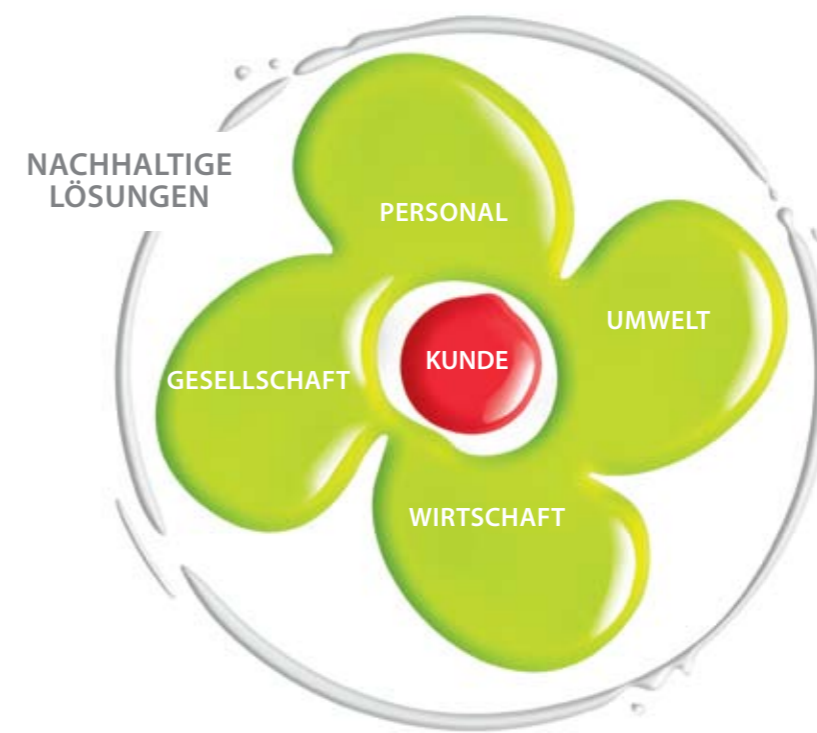 NACHHALTIGE
LÖSUNGEN
PERSONAL
UMWELT
KUNDE
GESELLSCHAFT
WIRTSCHAFT